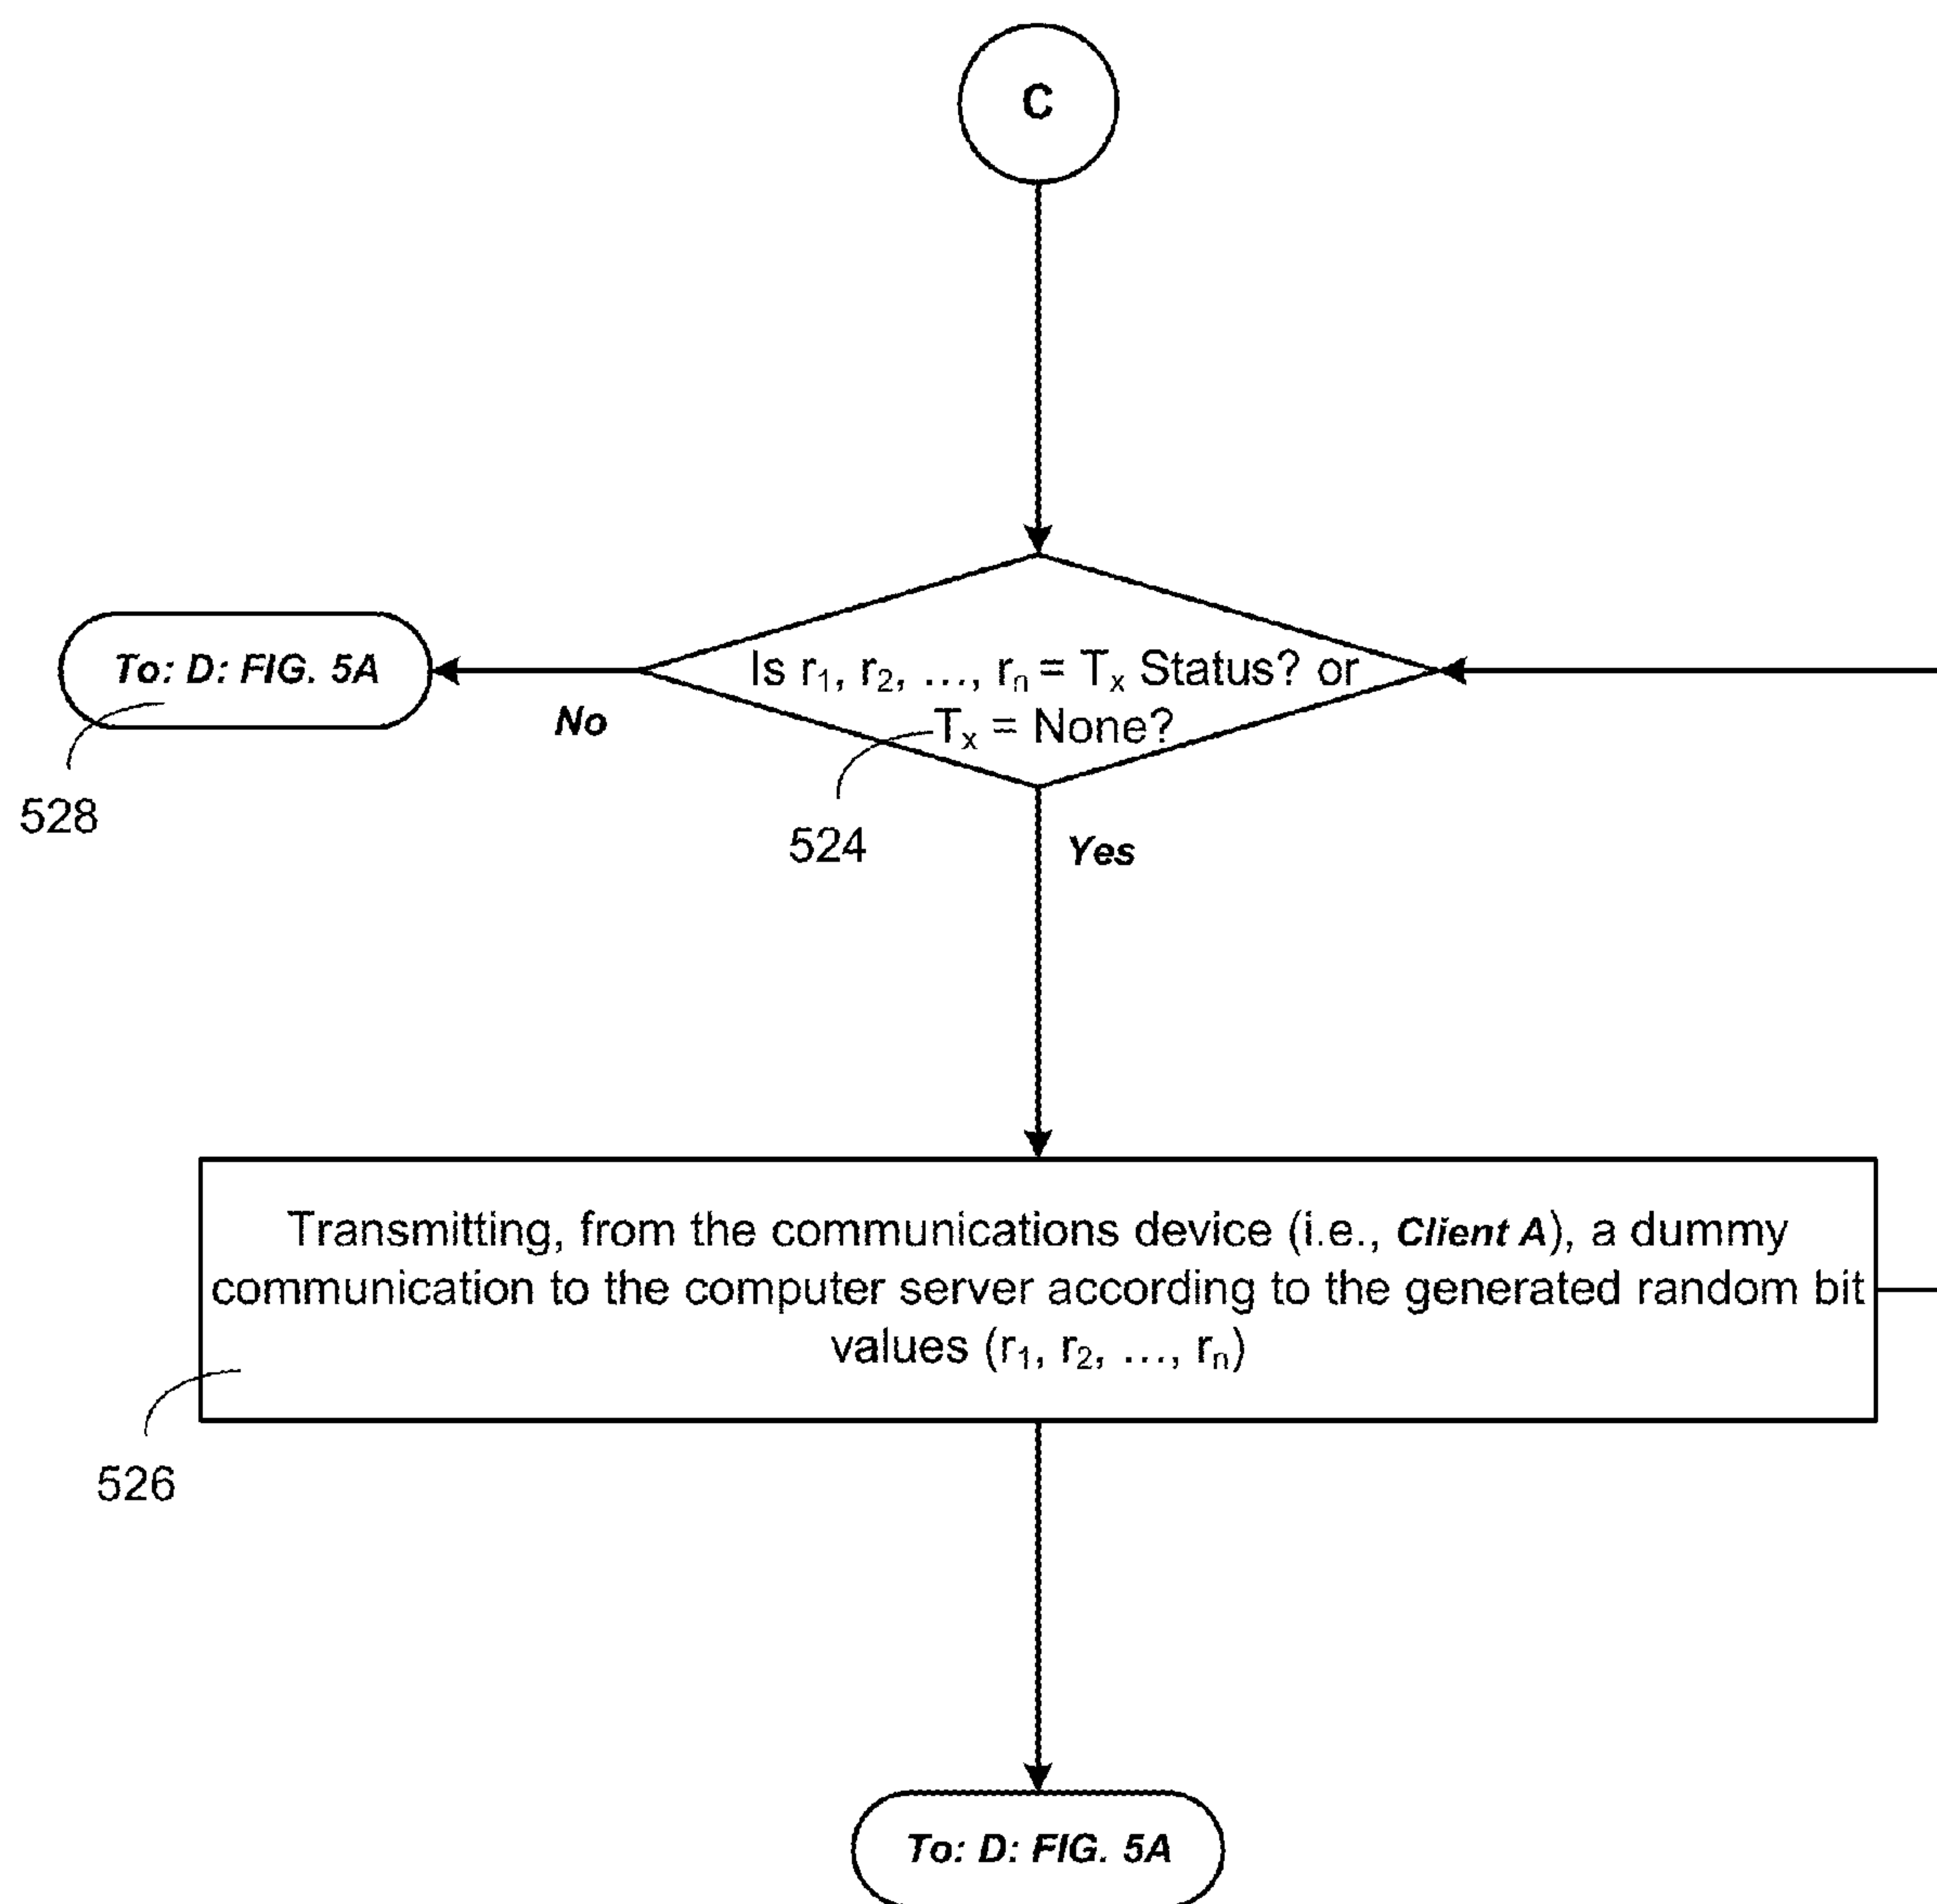 C
To: D: FIG. 5A
Is r₁, r₂, ..., rₙ = Tₓ Status? or
Tₓ = None?
No
528
524
Yes
Transmitting, from the communications device (i.e., Client A), a dummy
communication to the computer server according to the generated random bit
values (r₁, r₂, ..., rₙ)
526
To: D: FIG. 5A